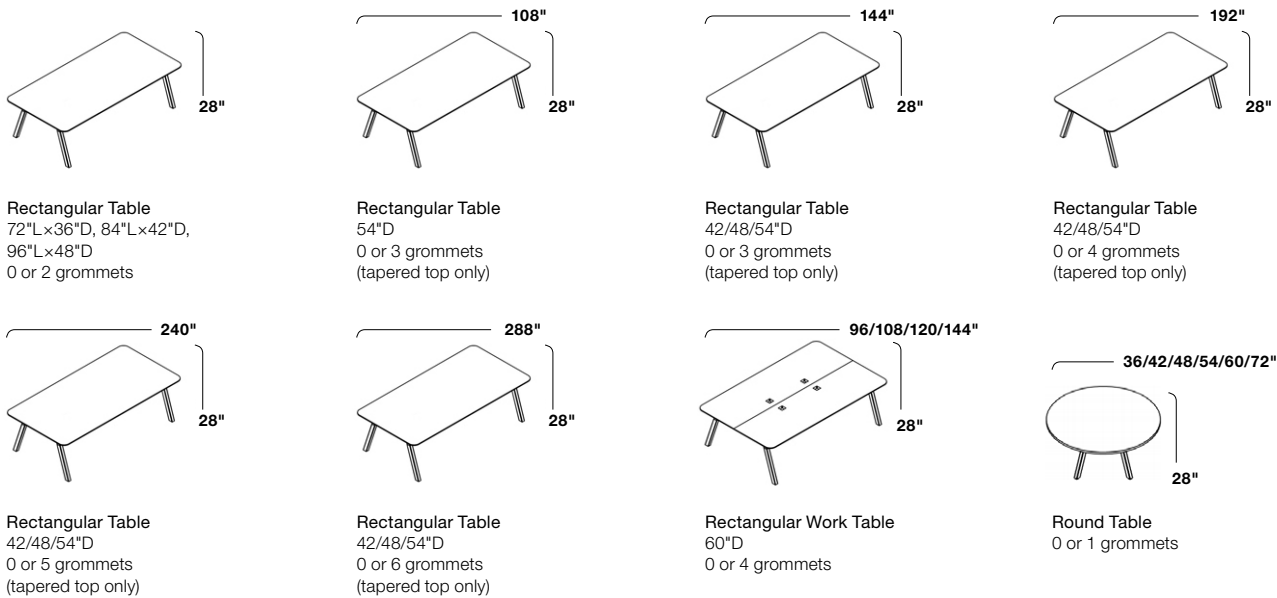 28"
Rectangular Table
72"L×36"D, 84"L×42"D,
96"L×48"D
0 or 2 grommets
108"
28"
Rectangular Table
54"D
0 or 3 grommets
(tapered top only)
144"
28"
Rectangular Table
42/48/54"D
0 or 3 grommets
(tapered top only)
192"
28"
Rectangular Table
42/48/54"D
0 or 4 grommets
(tapered top only)
240"
28"
Rectangular Table
42/48/54"D
0 or 5 grommets
(tapered top only)
288"
28"
Rectangular Table
42/48/54"D
0 or 6 grommets
(tapered top only)
96/108/120/144"
28"
Rectangular Work Table
60"D
0 or 4 grommets
36/42/48/54/60/72"
28"
Round Table
0 or 1 grommets